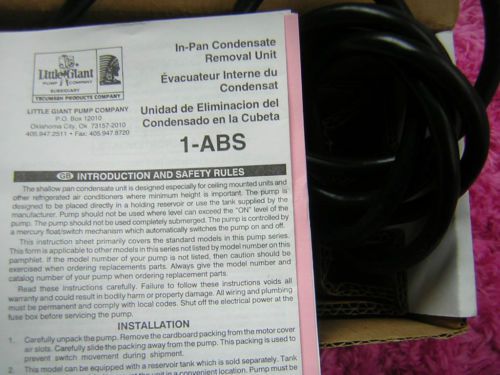 In-Pan Condensate
Removal Unit
Évacuateur Interne du
Condensat
Unidad de Eliminacion del
Condensado en la Cubeta
1-ABS
Little Giant
PUMP COMPANY
SUBSIDIARY
TECUMSEH PRODUCTS COMPANY
LITTLE GIANT PUMP COMPANY
P.O. Box 12010
Oklahoma City, Ok 73157-2010
405.947.2511 • Fax: 405.947.8720
GB INTRODUCTION AND SAFETY RULES
The shallow pan condensate unit is designed especially for ceiling mounted units and
other refrigerated air conditioners where minimum height is important. The pump is
designed to be placed directly in a holding reservoir or use the tank supplied by the
manufacturer. Pump should not be used where level can exceed the "ON" level of the
pump. The pump should not be used completely submerged. The pump is controlled by
a mercury float/switch mechanism which automatically switches the pump on and off.
This instruction sheet primarily covers the standard models in this pump series.
This form is applicable to other models in this series not listed by model number on this
pamphlet. If the model number of your pump is not listed, then caution should be
exercised when ordering replacements parts. Always give the model number and
catalog number of your pump when ordering replacement parts.
Read these instructions carefully. Failure to follow these instructions voids all
warranty and could result in bodily harm or property damage. All wiring and plumbing
must be permanent and comply with local codes. Shut off the electrical power at the
fuse box before servicing the pump.
INSTALLATION
1. Carefully unpack the pump. Remove the cardboard packing from the motor cover
air slots. Carefully slide the packing away from the pump. This packing is used to
prevent switch movement during shipment.
2. This model can be equipped with a reservoir tank which is sold separately. Tank
unit in a convenient location. Pump must be